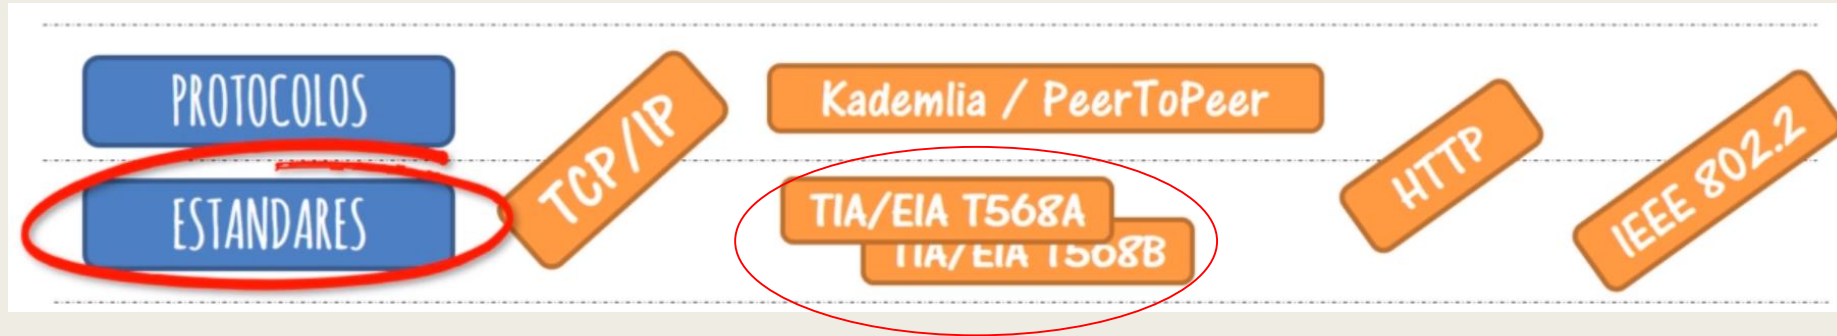 PROTOCOLOS
TCP/IP
Kademlia / PeerToPeer
HTTP
IEEE 802.2
ESTANDARES
TIA/EIA T568A
TIA/EIA T568B